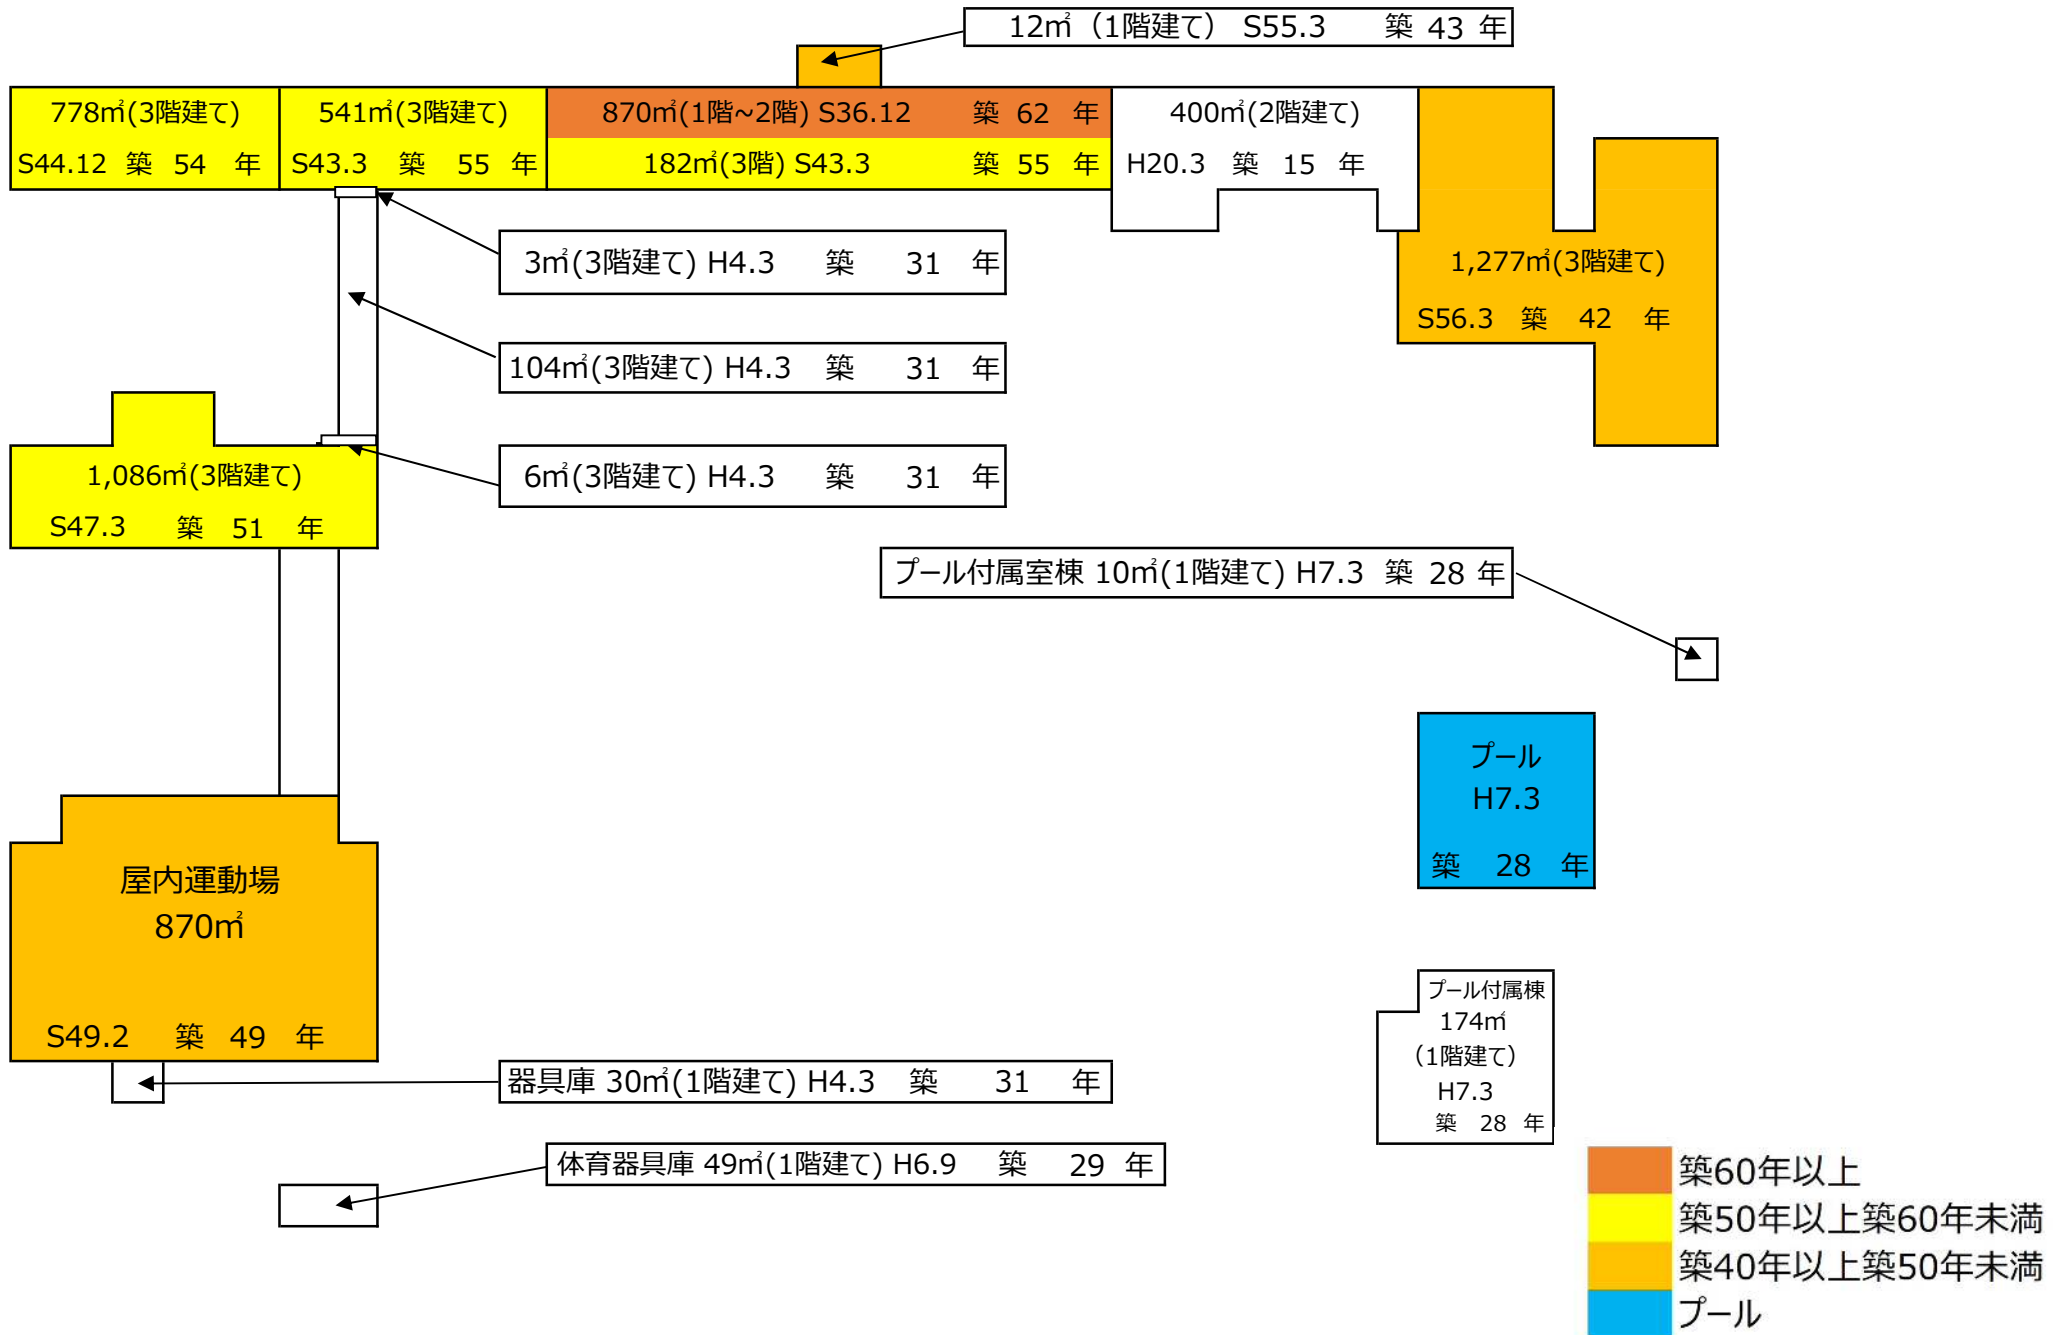 12㎡（1階建て） S55.3 築 43 年
778㎡(3階建て)
S44.12 築 54 年
541㎡(3階建て)
S43.3 築 55 年
870㎡(1階~2階) S36.12 築 62 年
182㎡(3階) S43.3 築 55 年
400㎡(2階建て)
H20.3 築 15 年
1,277㎡(3階建て)
S56.3 築 42 年
3㎡(3階建て) H4.3 築 31 年
104㎡(3階建て) H4.3 築 31 年
6㎡(3階建て) H4.3 築 31 年
1,086㎡(3階建て)
S47.3 築 51 年
プール付属室棟 10㎡(1階建て) H7.3 築 28 年
プール
H7.3
築 28 年
屋内運動場
870㎡
S49.2 築 49 年
プール付属棟
174㎡
（1階建て）
H7.3
築 28 年
器具庫 30㎡(1階建て) H4.3 築 31 年
体育器具庫 49㎡(1階建て) H6.9 築 29 年
築60年以上
築50年以上築60年未満
築40年以上築50年未満
プール